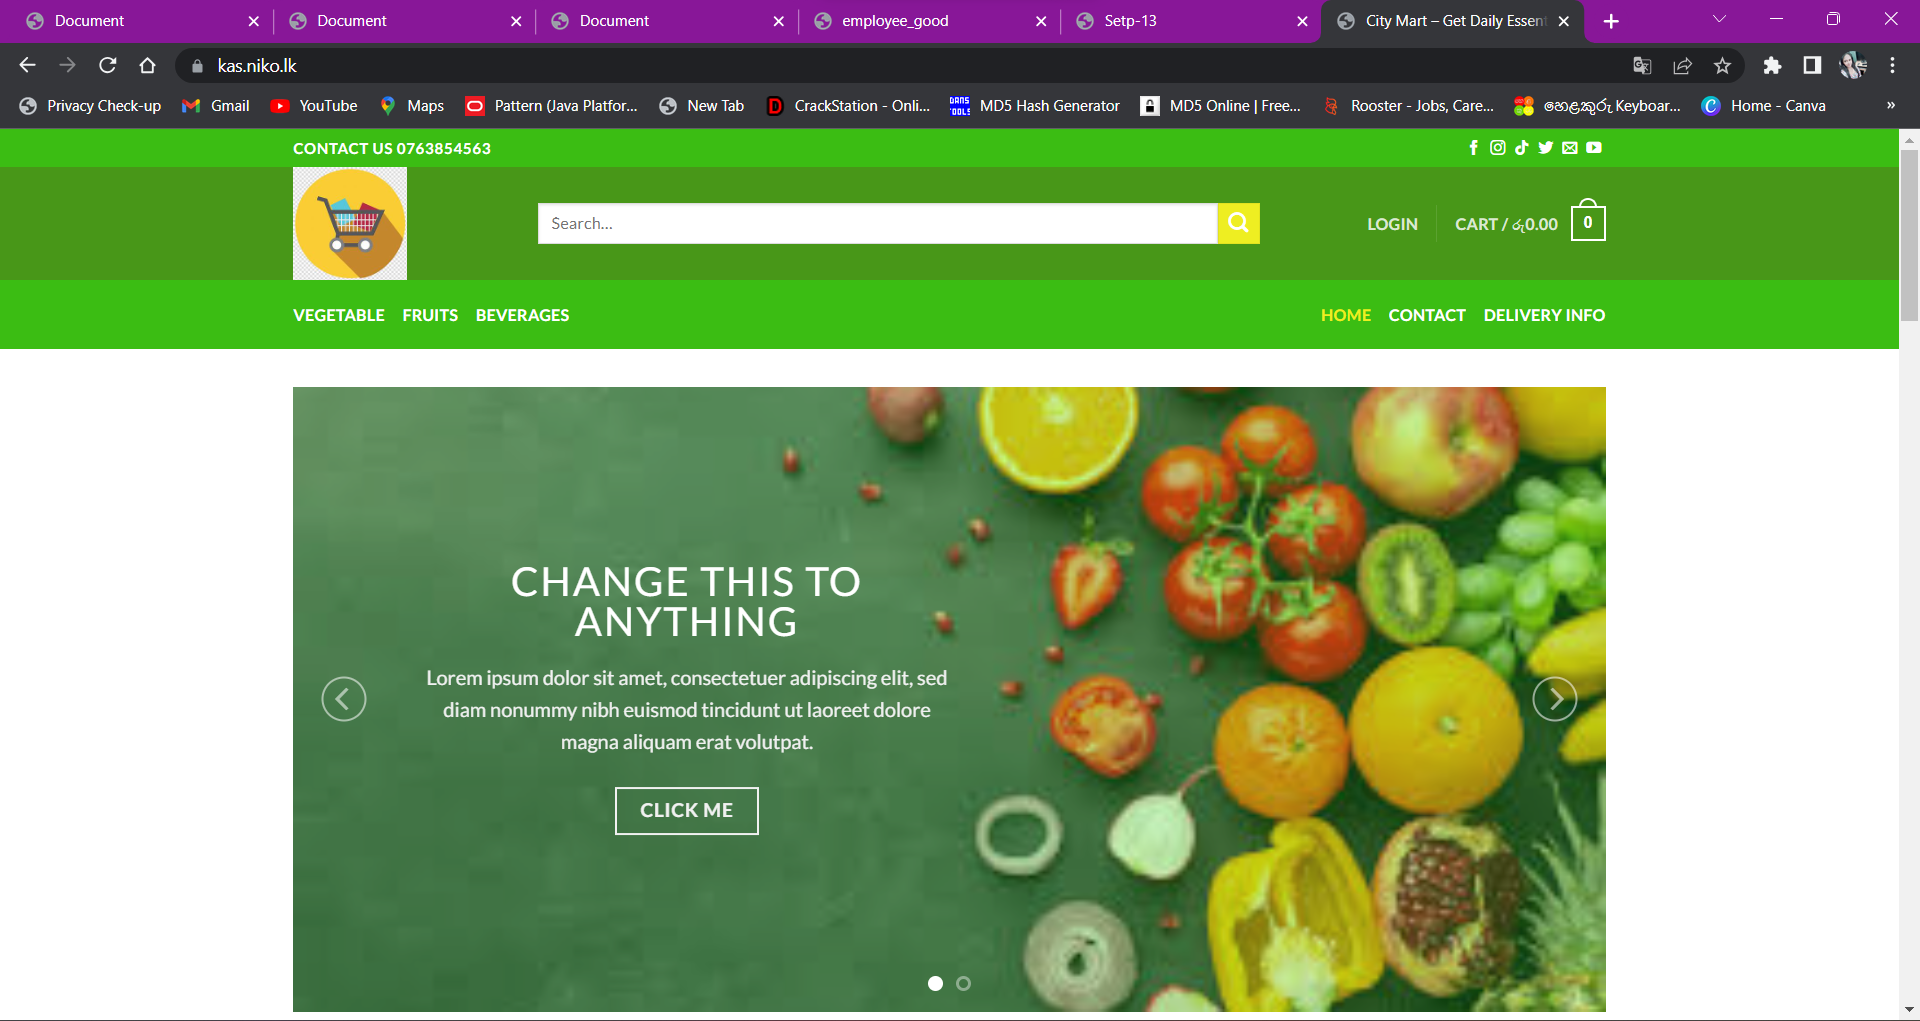 Document
Document
Document
employee_good
Setp-13
City Mart – Get Daily Essen
kas.niko.lk
Privacy Check-up
Gmail
YouTube
Maps
Pattern (Java Platfor...
New Tab
CrackStation - Onli...
DANS TOOLS
MD5 Hash Generator
MD5 Online | Free...
Rooster - Jobs, Care...
හෙළකුරු Keyboar...
Home - Canva
»
CONTACT US 0763854563
Search...
LOGIN
CART / රු0.00
0
VEGETABLE FRUITS BEVERAGES
HOME CONTACT DELIVERY INFO
CHANGE THIS TO
ANYTHING
Lorem ipsum dolor sit amet, consectetuer adipiscing elit, sed
diam nonummy nibh euismod tincidunt ut laoreet dolore
magna aliquam erat volutpat.
CLICK ME